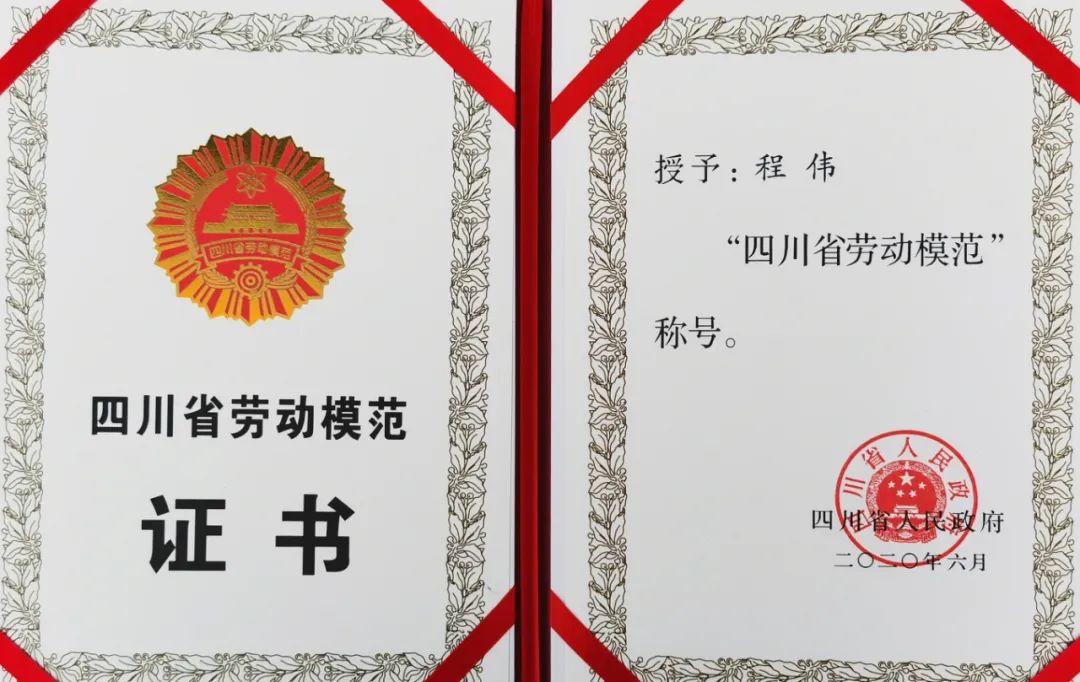 四川省劳动模范
四川省劳动模范
证书
授予：程伟
“四川省劳动模范”
称号。
四川省人民政府
四川省人民政府
二〇二〇年六月